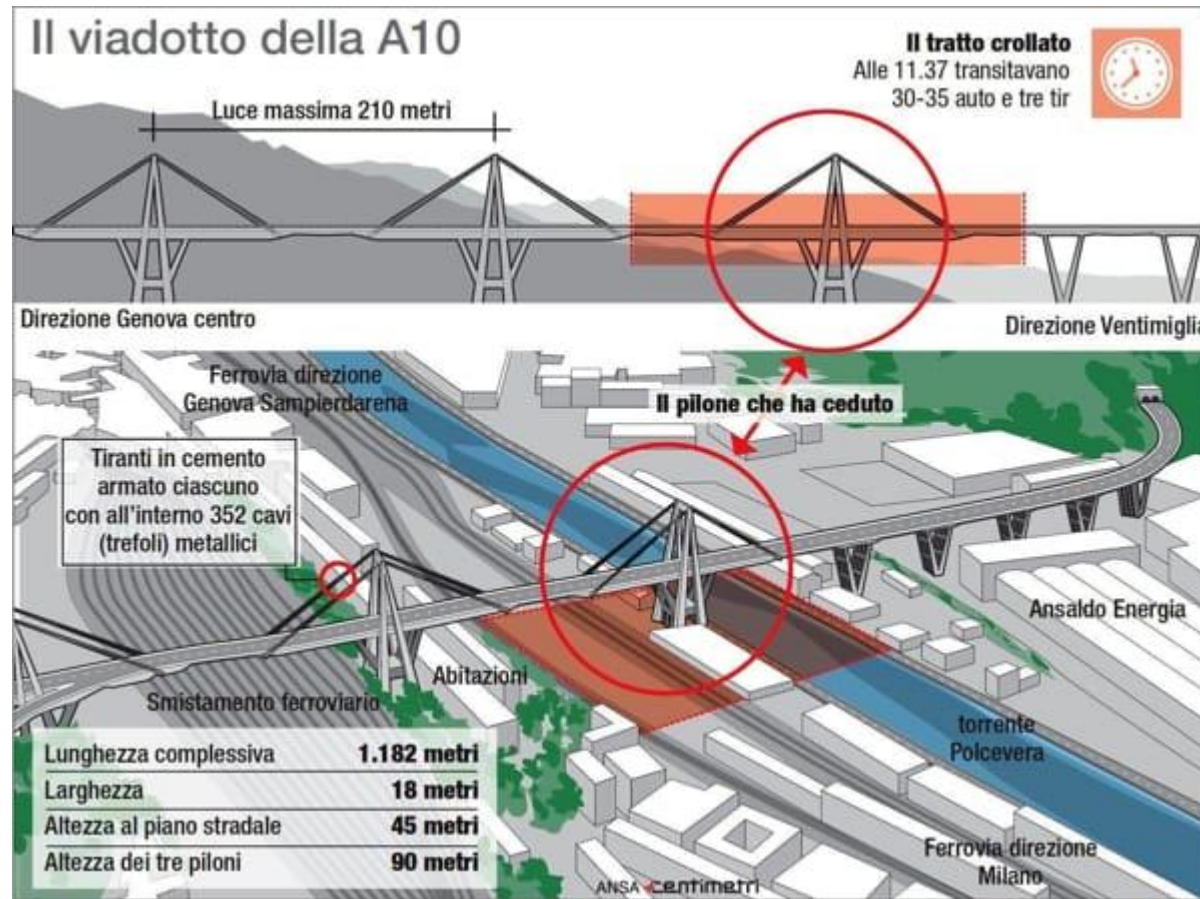 Il viadotto della A10
Il tratto crollato
Alle 11.37 transitavano
30-35 auto e tre tir
Luce massima 210 metri
Direzione Genova centro
Direzione Ventimiglia
Ferrovia direzione
Genova Sampierdarena
Il pilone che ha ceduto
Tiranti in cemento
armato ciascuno
con all'interno 352 cavi
(trefoli) metallici
Ansaldo Energia
Abitazioni
Smistamento ferroviario
torrente
Polcevera
Lunghezza complessiva 1.182 metri
Larghezza 18 metri
Altezza al piano stradale 45 metri
Altezza dei tre piloni 90 metri
Ferrovia direzione
Milano
ANSA centimetri